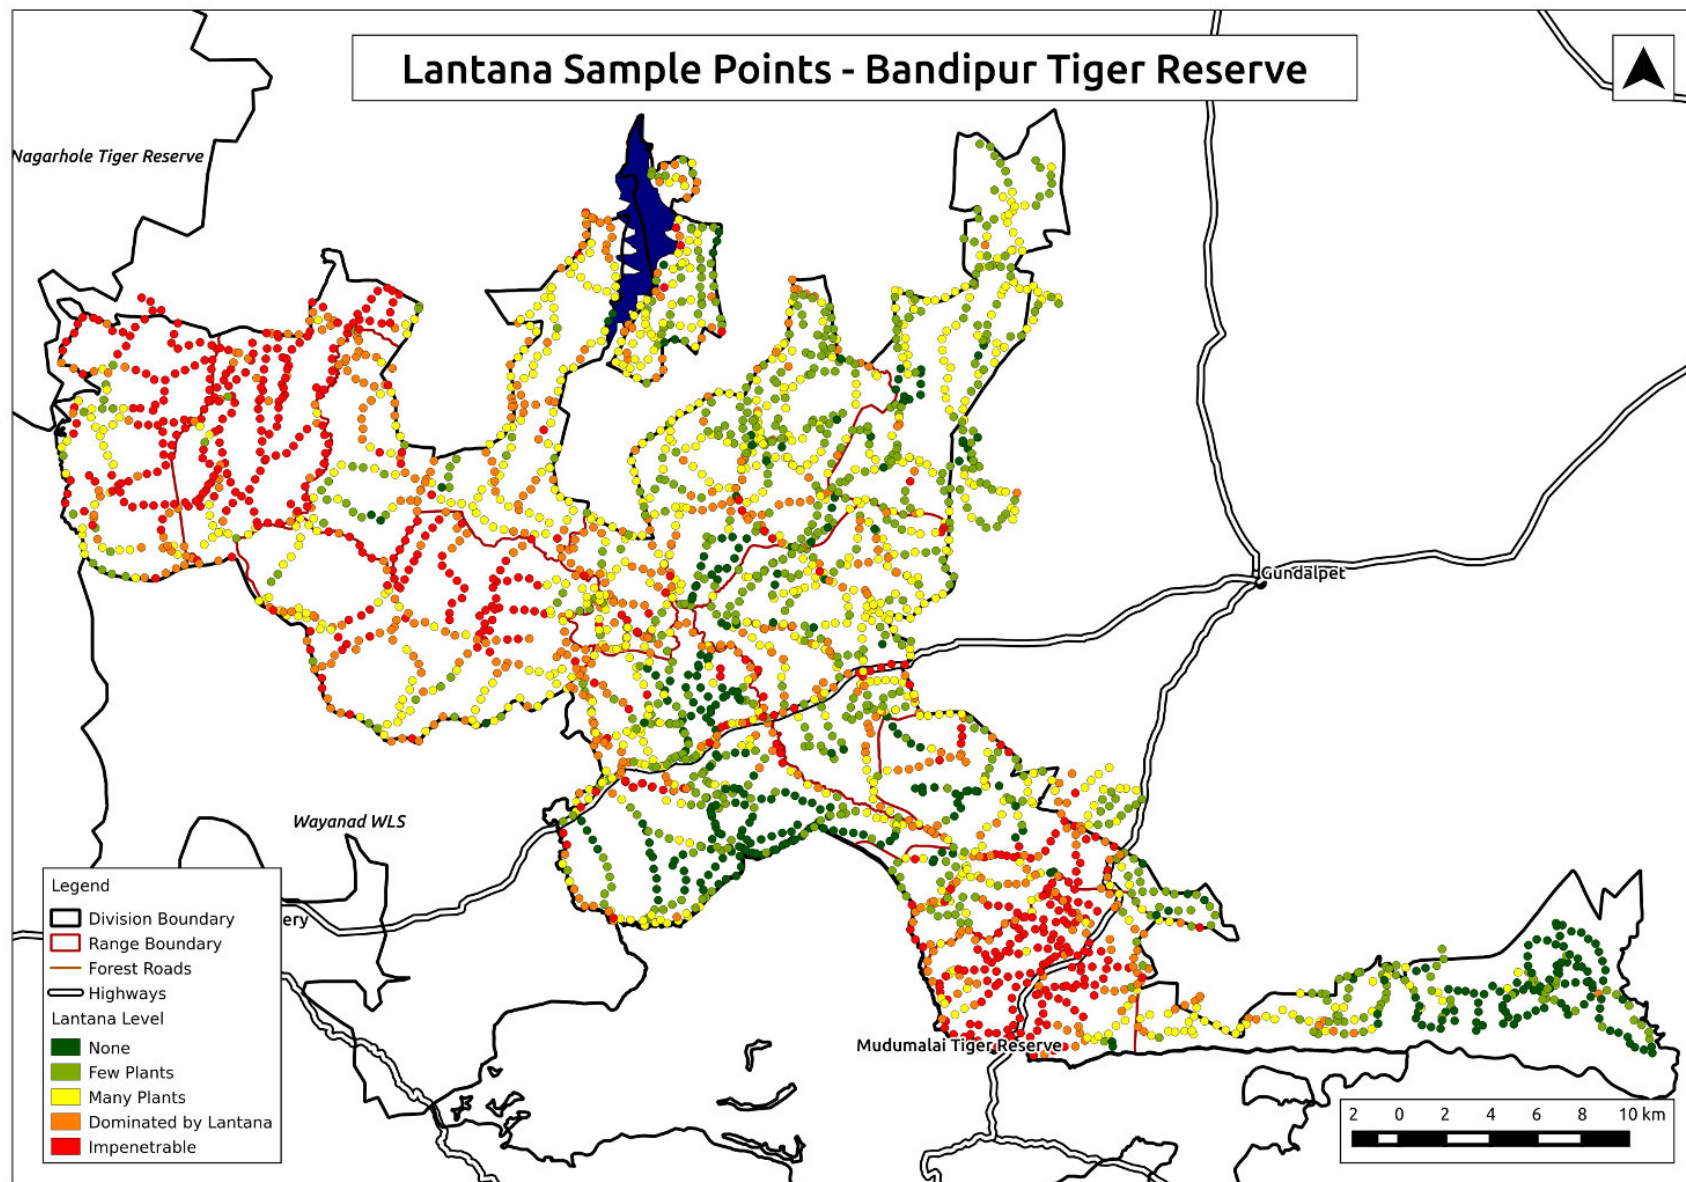 Lantana Sample Points - Bandipur Tiger Reserve
Nagarhole Tiger Reserve
Gundalpet
Wayanad WLS
ery
Mudumalai Tiger Reserve
Legend
Division Boundary
Range Boundary
Forest Roads
Highways
Lantana Level
None
Few Plants
Many Plants
Dominated by Lantana
Impenetrable
2 0 2 4 6 8 10 km